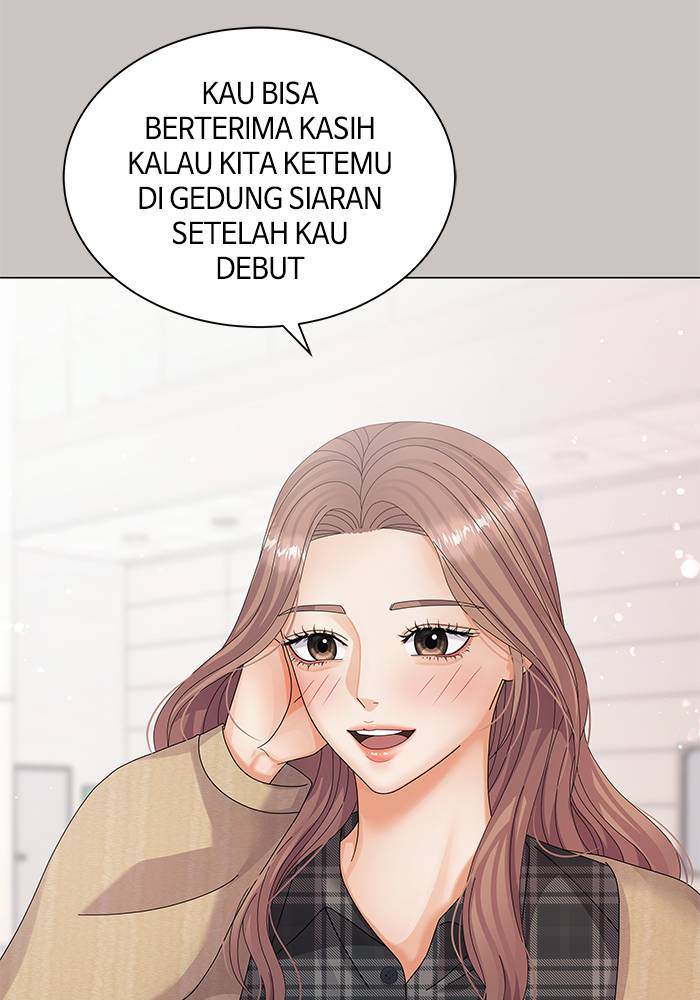 KAU BISA
BERTERIMA KASIH
KALAU KITA KETEMU
DI GEDUNG SIARAN
SETELAH KAU
DEBUT